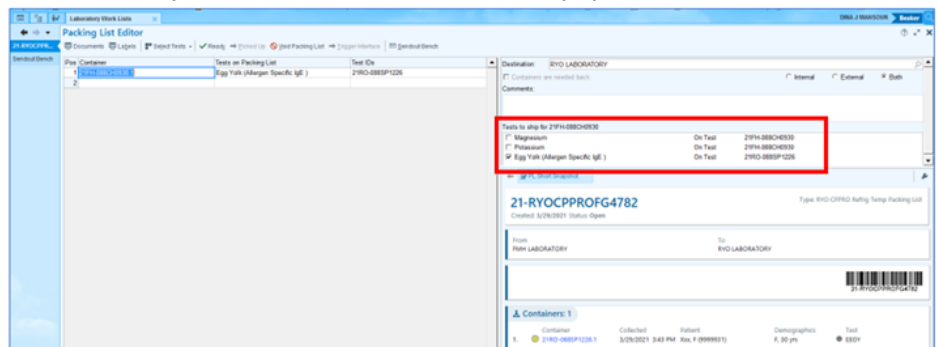 Laboratory Work Lists
DINA J MANSOUR Beaker
Packing List Editor
21-RYOCPPR...
Documents Labels Select Tests Ready Picked Up Void Packing List Trigger Interface Sendout Bench
Sendout Bench
Pos Container Tests on Packing List Test IDs
1 Egg Yolk (Allergen Specific IgE ) 21RO-088SP1226
2
Destination: RYO LABORATORY
Containers are needed back Internal External Both
Comments:
Tests to ship for 21FH-088CH0930
Magnesium On Test 21FH-088CH0930
Potassium On Test 21FH-088CH0930
Egg Yolk (Allergen Specific IgE ) On Test 21RO-088SP1226
PL Short Snapshot
21-RYOCPPROFG4782
Type: RYO CPPRO Refrig Temp Packing List
Created: 3/29/2021 Status: Open
From To
FMH LABORATORY RYO LABORATORY
21-RYOCPPROFG4782
Containers: 1
Container Collected Patient Demographics Test
1. 21RO-088SP1226.1 3/29/2021 3:43 PM Xxx, F (9999931) F, 30 yrs EEGY